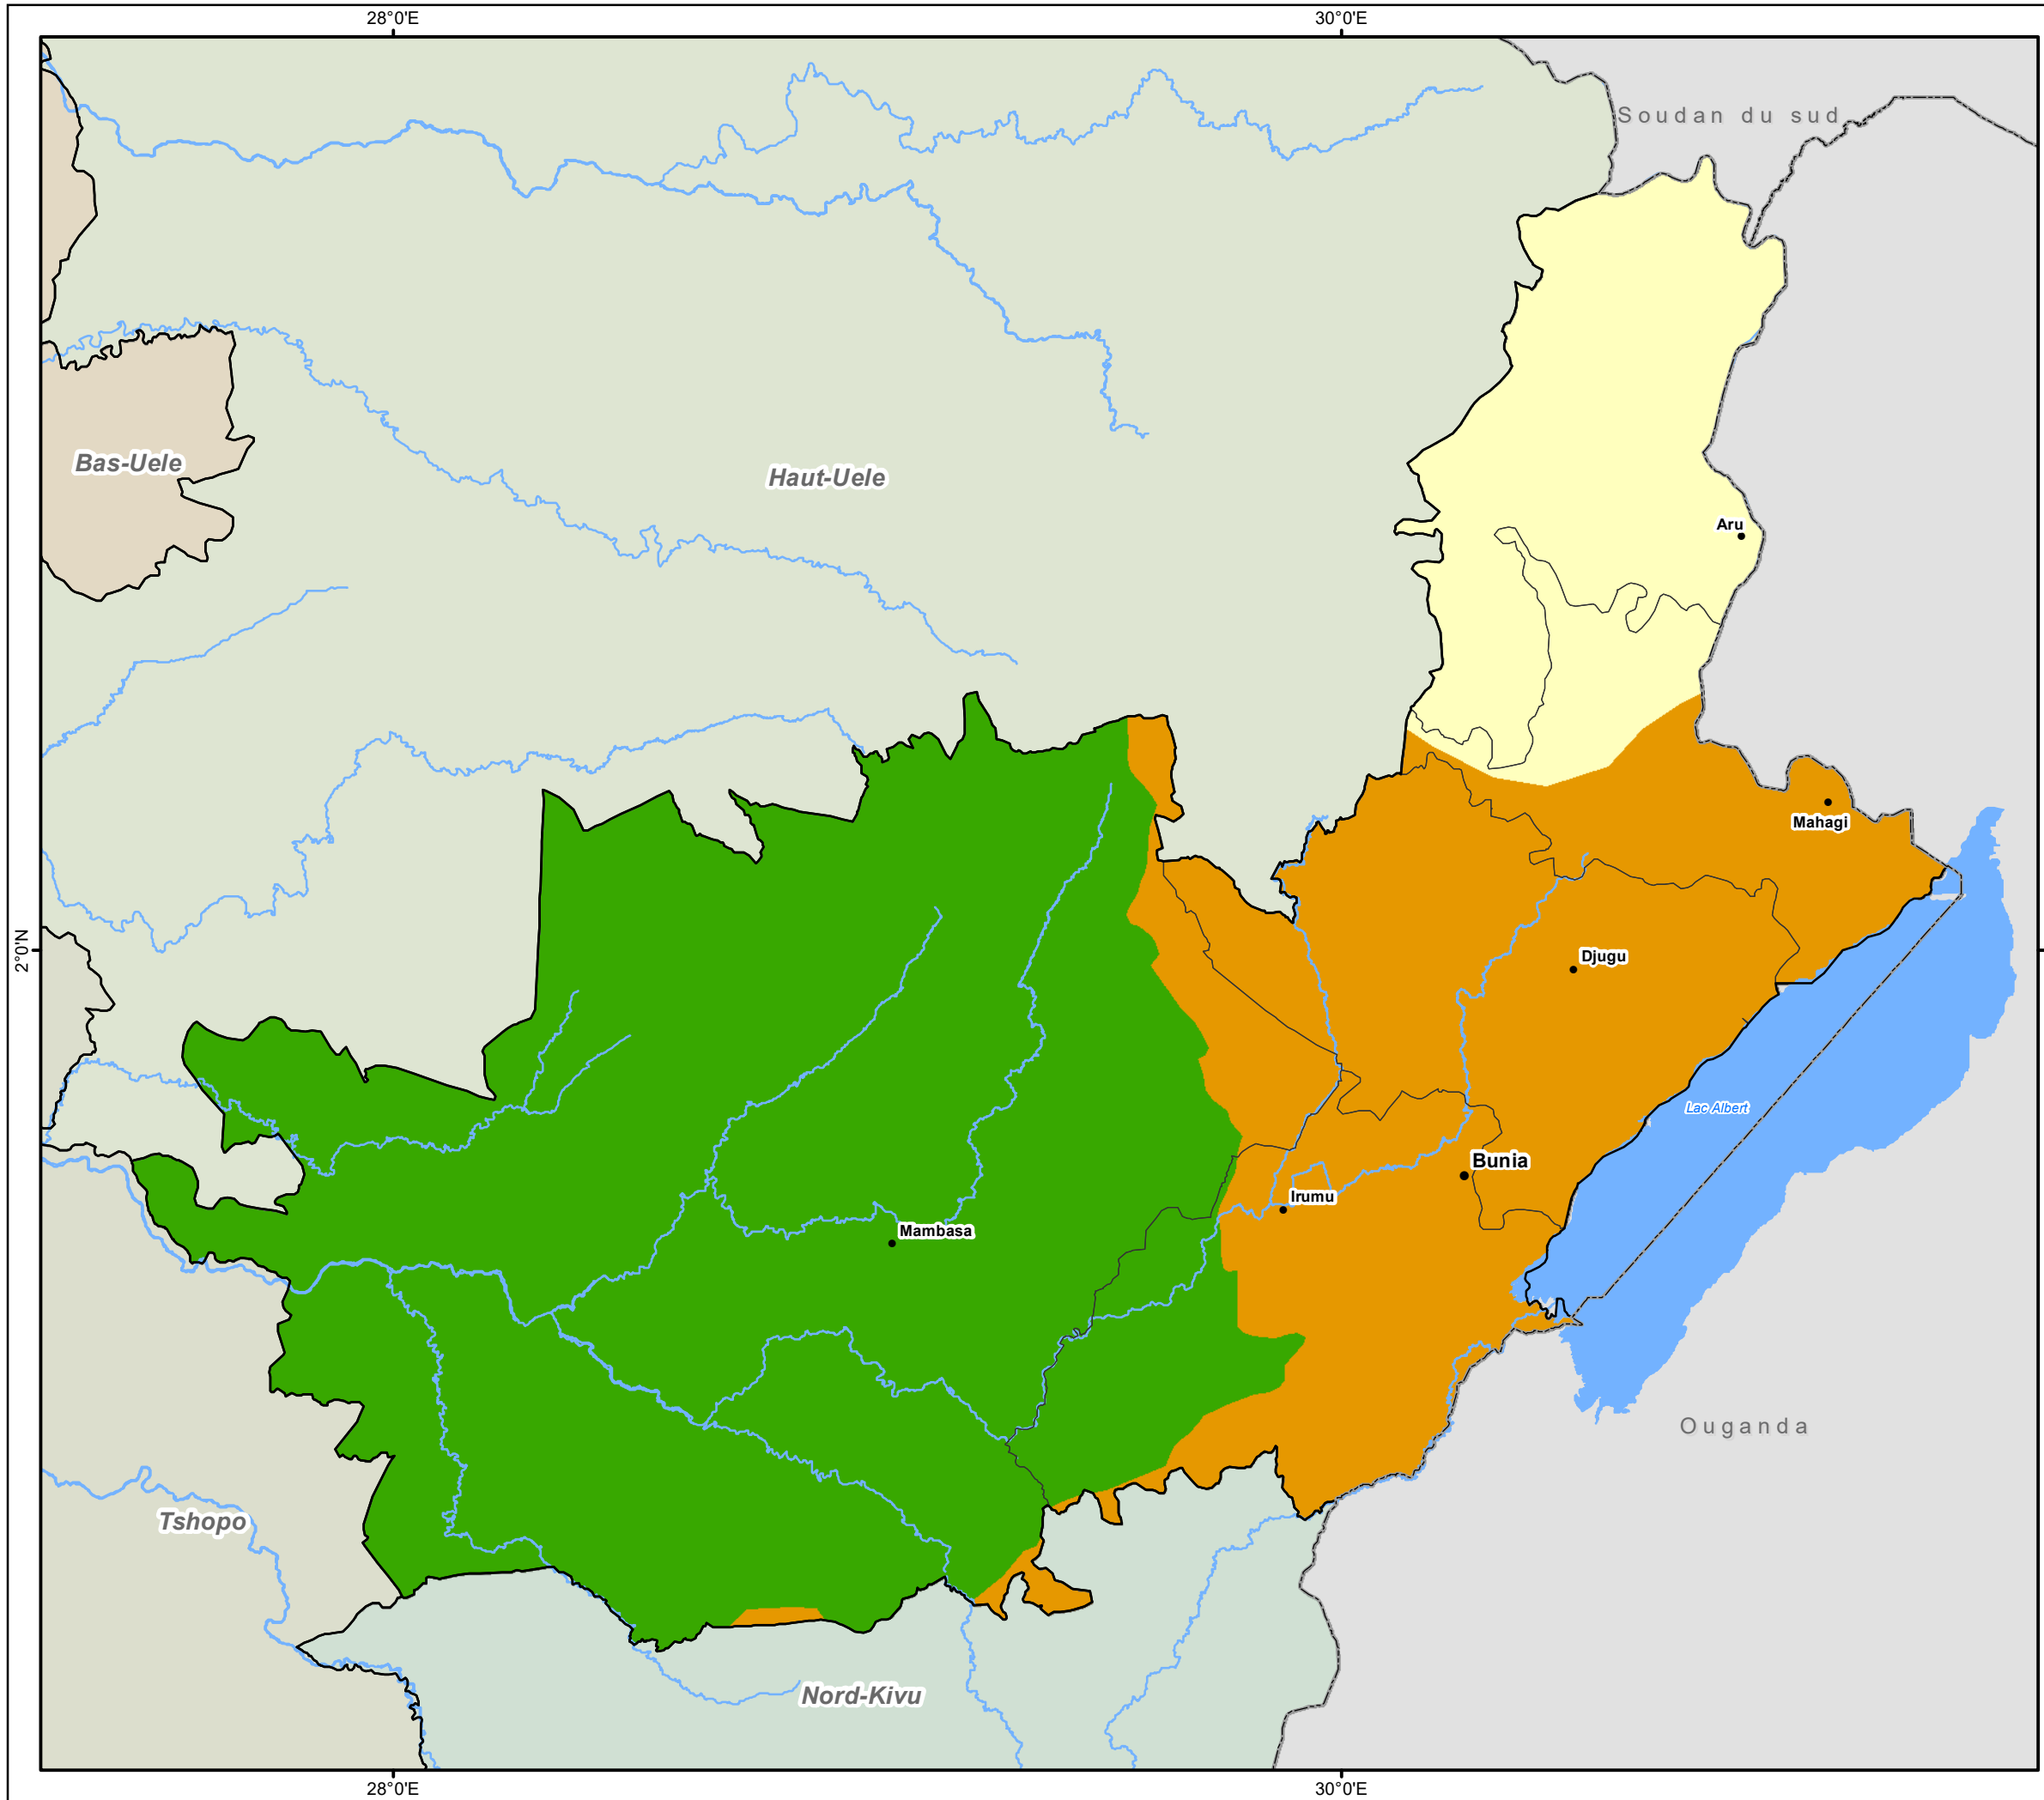 28°0'E
30°0'E
Soudan du sud
Bas-Uele
Haut-Uele
Aru
Mahagi
2°0'N
Djugu
Lac Albert
Bunia
Irumu
Mambasa
Ouganda
Tshopo
Nord-Kivu
28°0'E
30°0'E